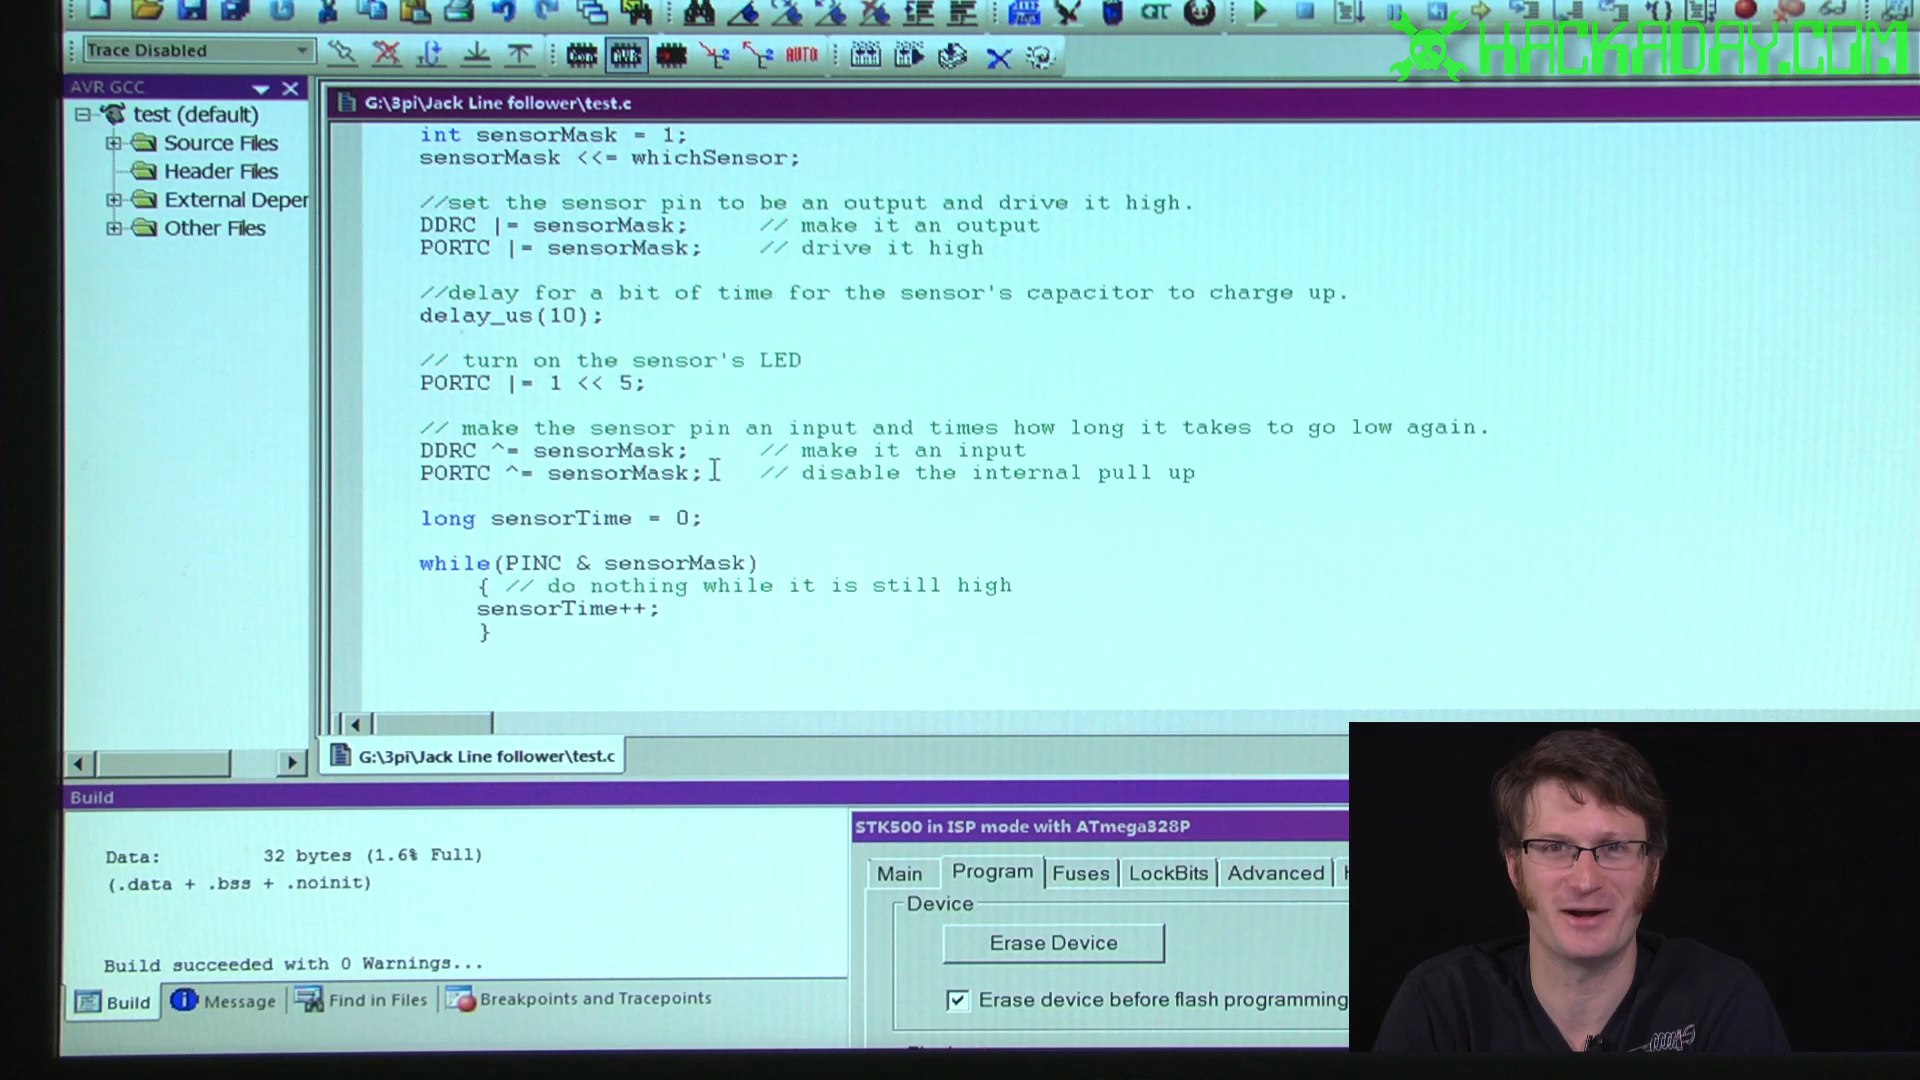 HACKADAY.COM
Trace Disabled
AUTO
AVR GCC
test (default)
Source Files
Header Files
External Deper
Other Files
G:\3pi\Jack Line follower\test.c
int sensorMask = 1;
sensorMask <<= whichSensor;
//set the sensor pin to be an output and drive it high.
DDRC |= sensorMask; // make it an output
PORTC |= sensorMask; // drive it high
//delay for a bit of time for the sensor's capacitor to charge up.
delay_us(10);
// turn on the sensor's LED
PORTC |= 1 << 5;
// make the sensor pin an input and times how long it takes to go low again.
DDRC ^= sensorMask; // make it an input
PORTC ^= sensorMask; // disable the internal pull up
long sensorTime = 0;
while(PINC & sensorMask)
{ // do nothing while it is still high
sensorTime++;
}
G:\3pi\Jack Line follower\test.c
Build
Data: 32 bytes (1.6% Full)
(.data + .bss + .noinit)
Build succeeded with 0 Warnings...
Build
Message
Find in Files
Breakpoints and Tracepoints
STK500 in ISP mode with ATmega328P
Main
Program
Fuses
LockBits
Advanced
Device
Erase Device
Erase device before flash programming